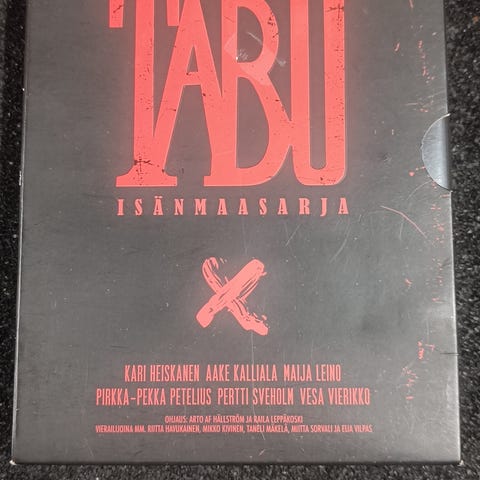 TABU
ISÄNMAASARJA
KARI HEISKANEN AAKE KALLIALA MAIJA LEINO
PIRKKA-PEKKA PETELIUS PERTTI SVEHOLM VESA VIERIKKO
OHJAUS: ARTO AF HÄLLSTRÖM JA RAILA LEPPÄKOSKI
VIERAILIJOINA MM. RIITTA HAVUKAINEN, MIKKO KIVINEN, TANELI MÄKELÄ, MIITTA SORVALI JA EIJA VILPAS